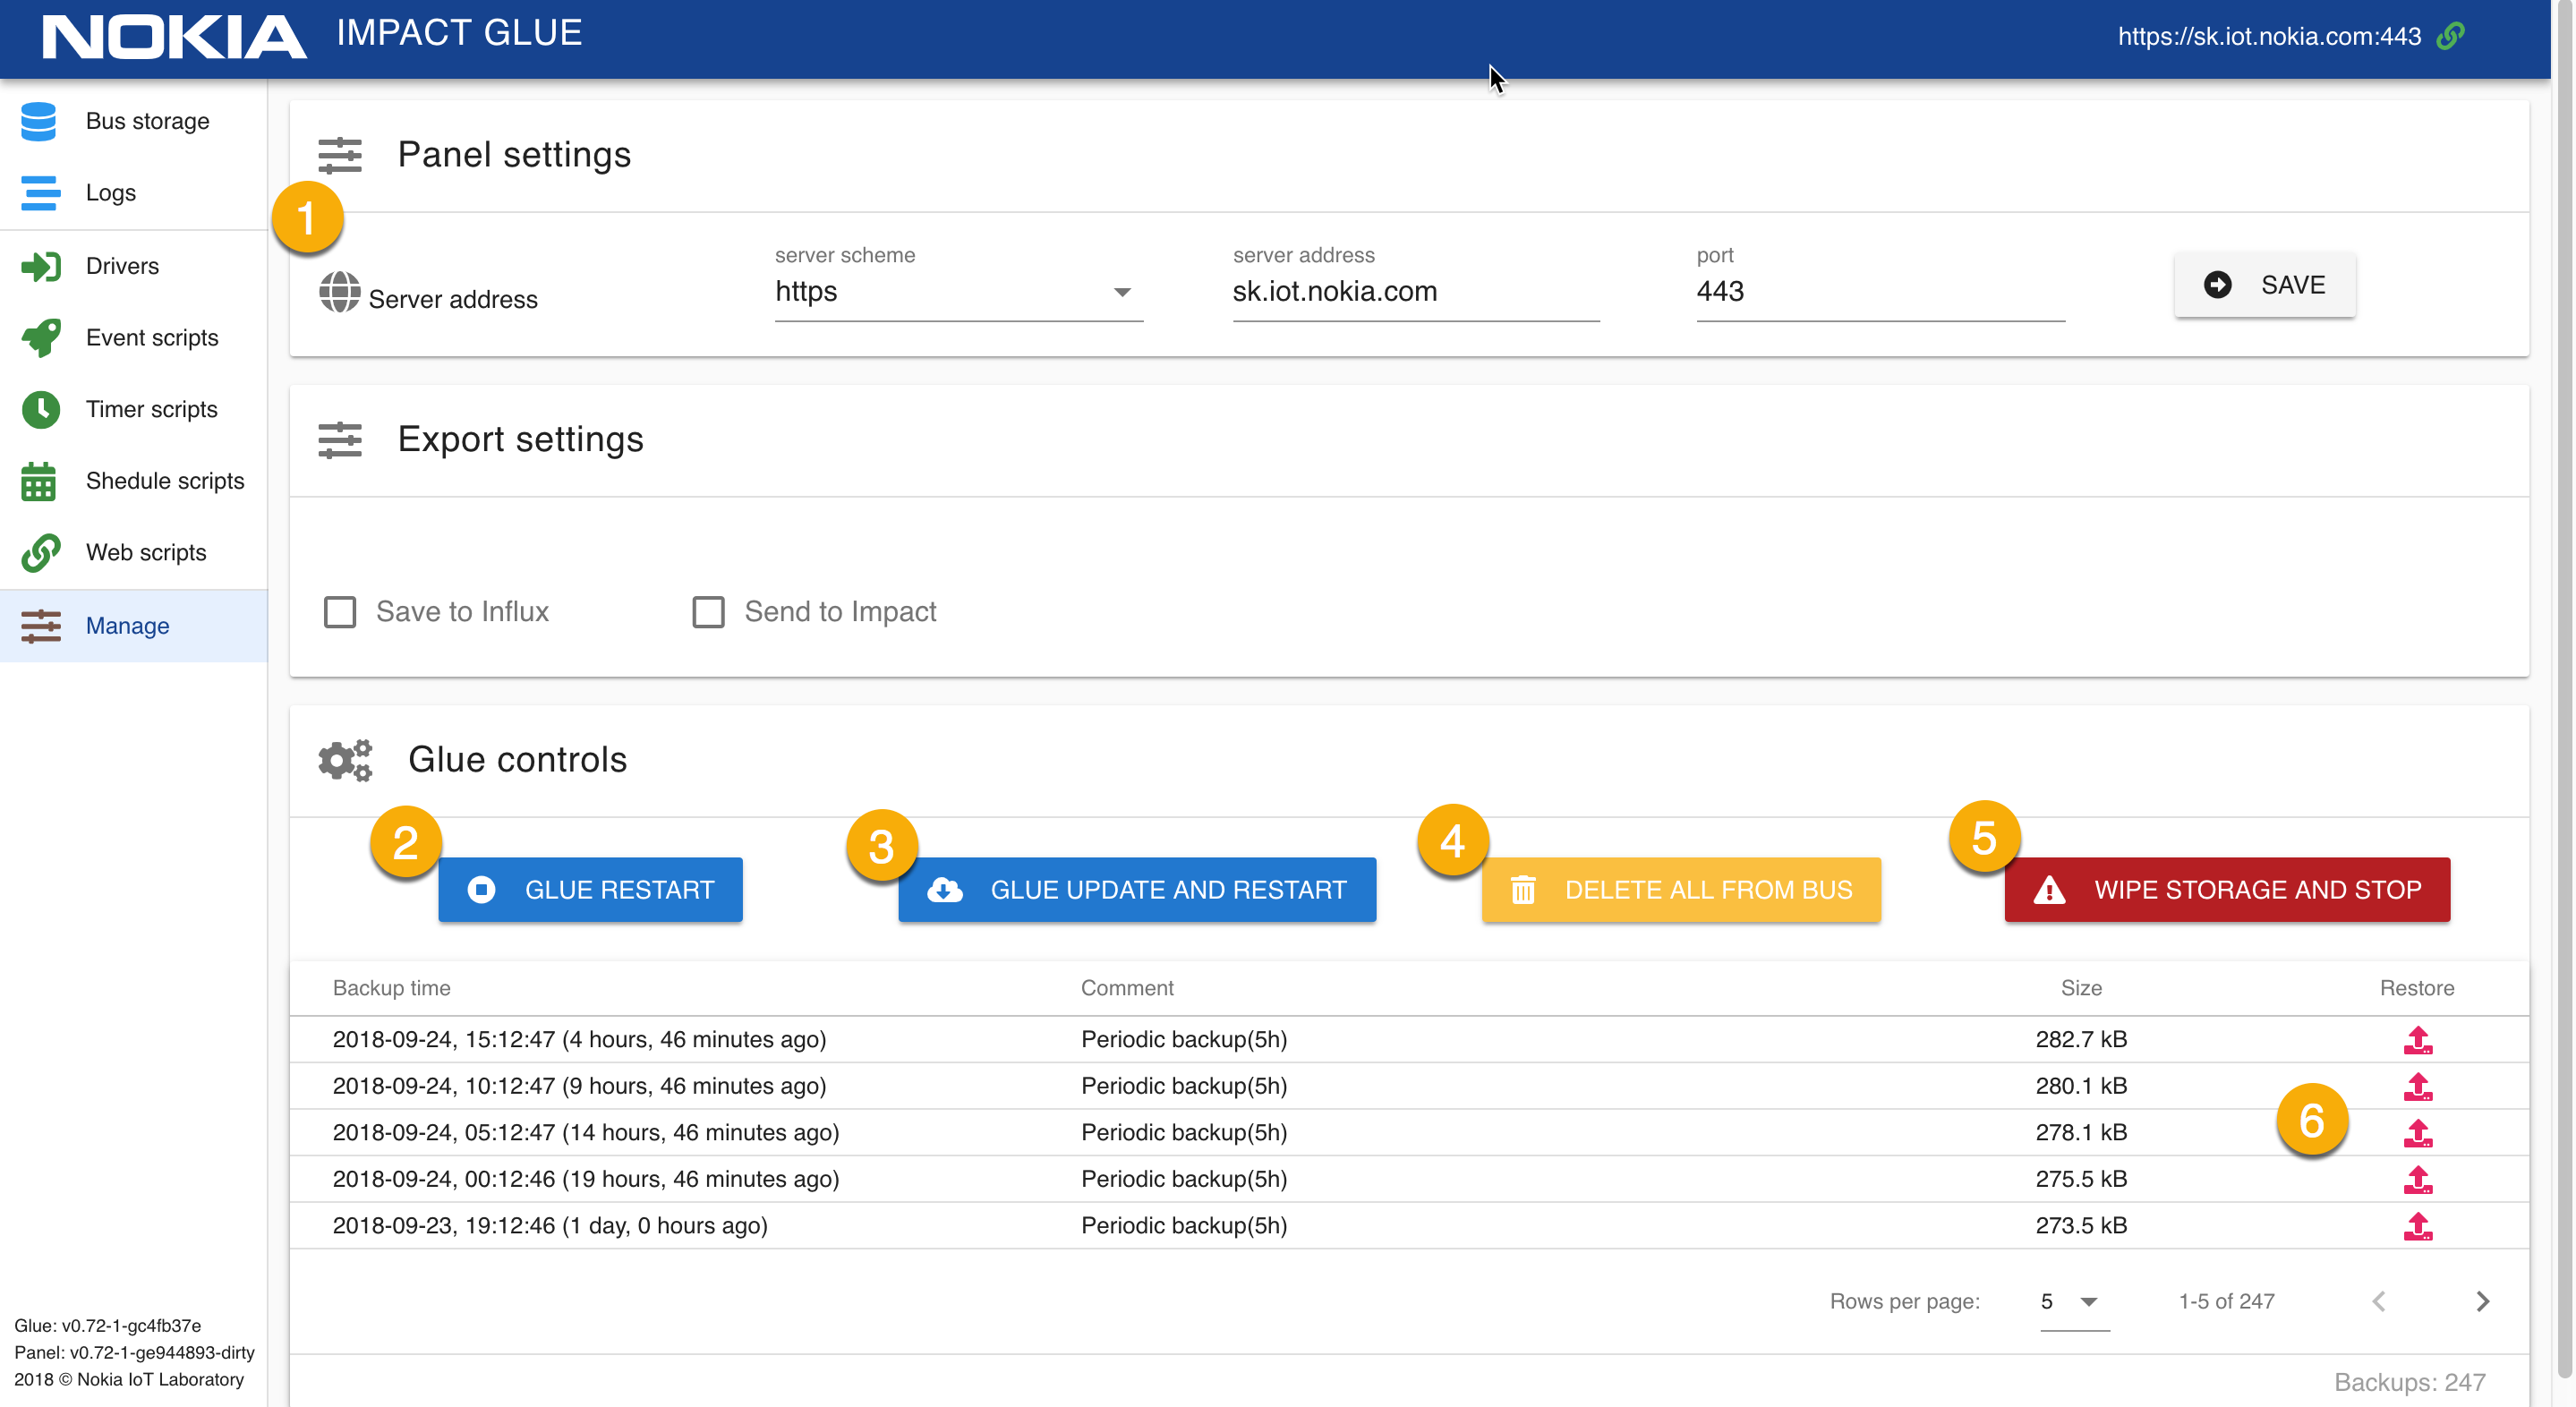 NOKIA IMPACT GLUE https://sk.iot.nokia.com:443
Bus storage
Logs
Drivers
Event scripts
Timer scripts
Shedule scripts
Web scripts
Manage
Glue: v0.72-1-gc4fb37e
Panel: v0.72-1-ge944893-dirty
2018 © Nokia IoT Laboratory
Panel settings
1
Server address
server scheme
https
server address
sk.iot.nokia.com
port
443
SAVE
Export settings
Save to Influx Send to Impact
Glue controls
2 3 4 5
GLUE RESTART GLUE UPDATE AND RESTART DELETE ALL FROM BUS WIPE STORAGE AND STOP
Backup time Comment Size Restore
2018-09-24, 15:12:47 (4 hours, 46 minutes ago) Periodic backup(5h) 282.7 kB
2018-09-24, 10:12:47 (9 hours, 46 minutes ago) Periodic backup(5h) 280.1 kB
2018-09-24, 05:12:47 (14 hours, 46 minutes ago) Periodic backup(5h) 278.1 kB
6
2018-09-24, 00:12:46 (19 hours, 46 minutes ago) Periodic backup(5h) 275.5 kB
2018-09-23, 19:12:46 (1 day, 0 hours ago) Periodic backup(5h) 273.5 kB
Rows per page: 5 1-5 of 247
Backups: 247